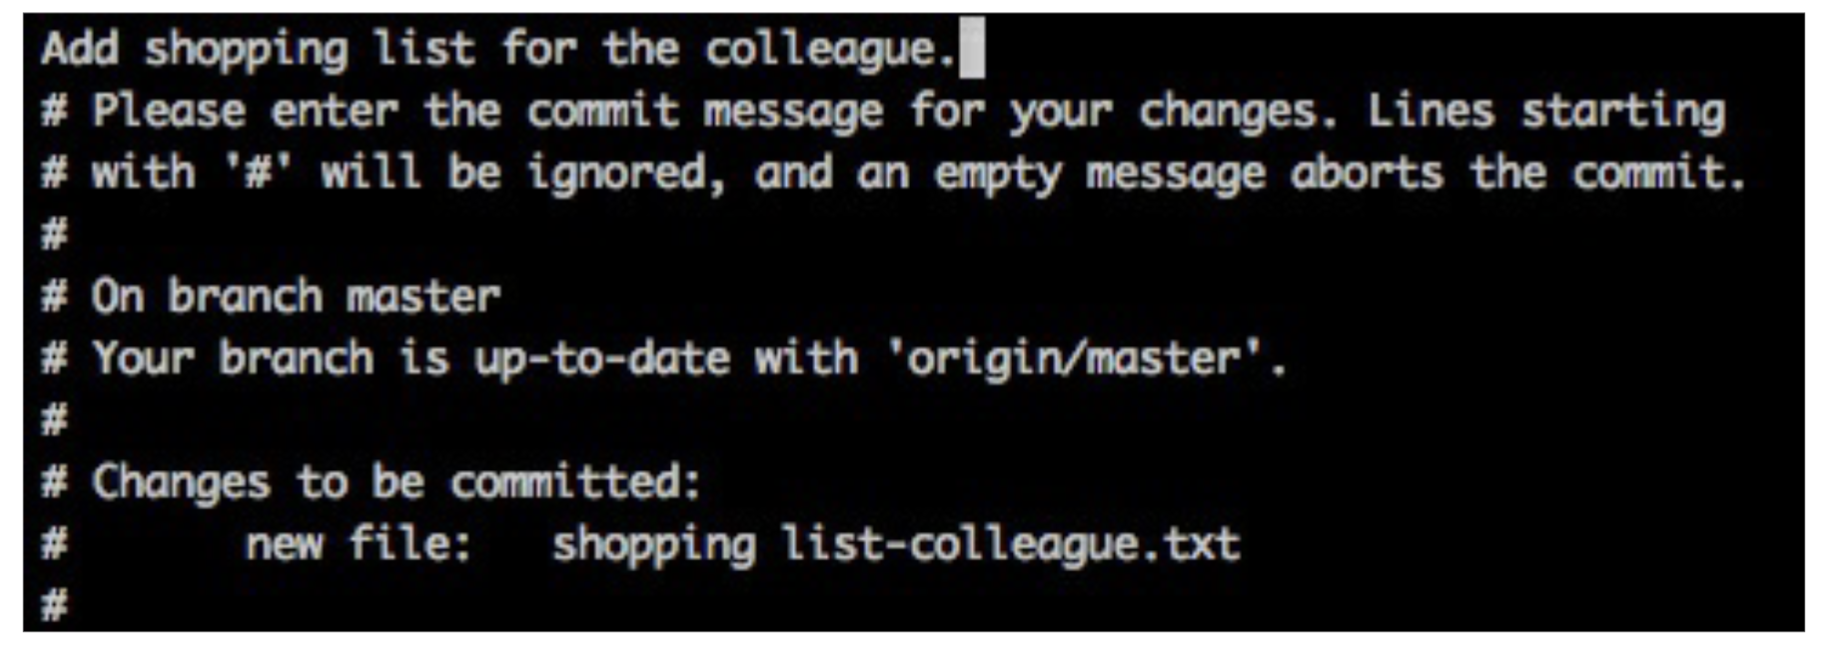 Add shopping list for the colleague.
# Please enter the commit message for your changes. Lines starting
# with '#' will be ignored, and an empty message aborts the commit.
#
# On branch master
# Your branch is up-to-date with 'origin/master'.
#
# Changes to be committed:
#       new file:   shopping list-colleague.txt
#